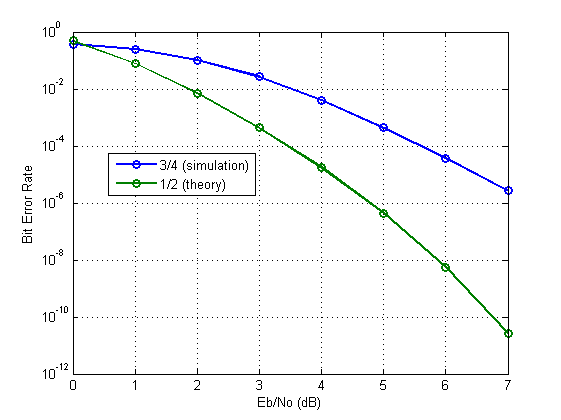 10^0
10^-2
10^-4
10^-6
10^-8
10^-10
10^-12
Bit Error Rate
3/4 (simulation)
1/2 (theory)
0 1 2 3 4 5 6 7
Eb/No (dB)